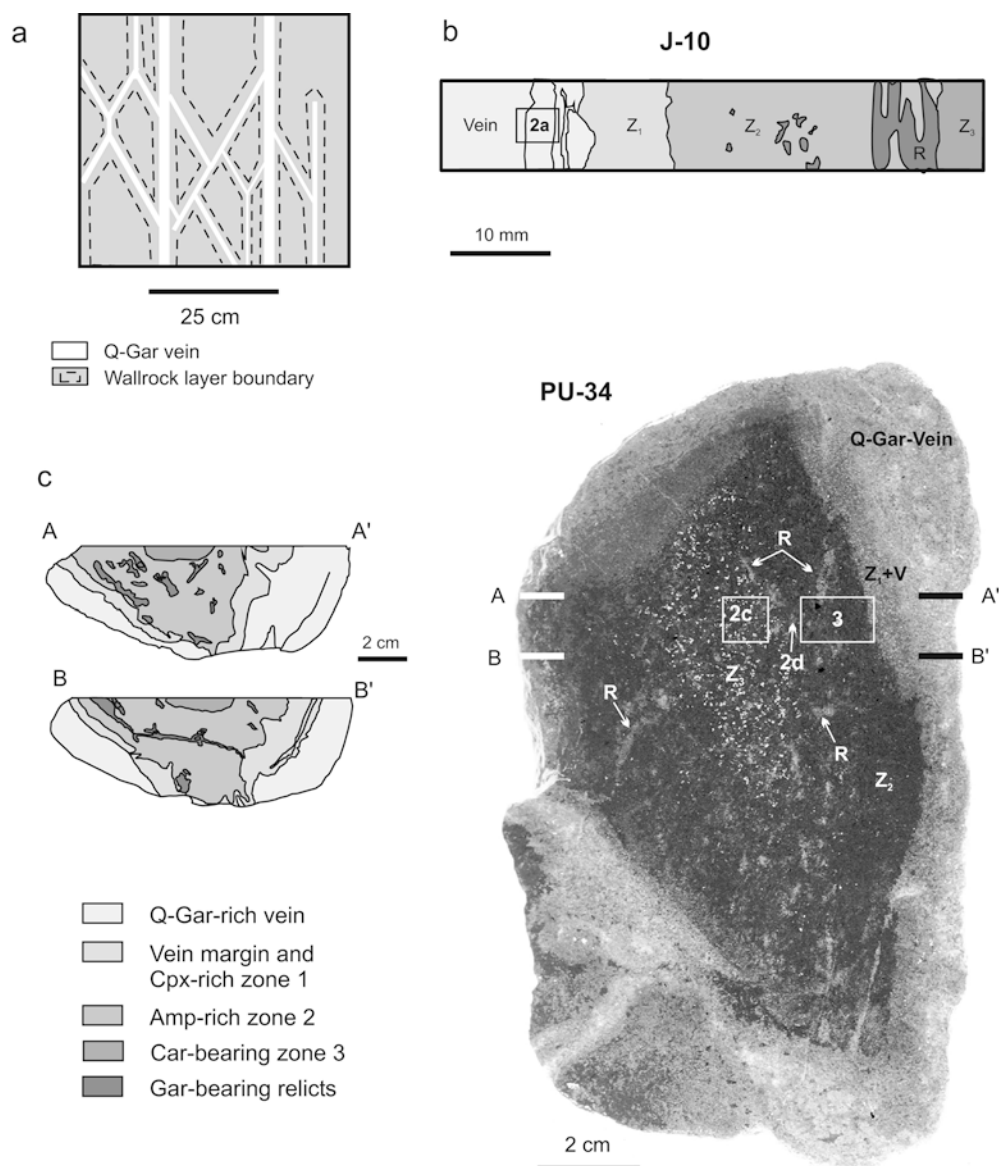 a
25 cm
Q-Gar vein
Wallrock layer boundary
b
J-10
Vein
2a
Z₁
Z₂
R
Z₃
10 mm
PU-34
Q-Gar-Vein
R
Z₁+V
A
A'
2c
3
B
B'
2d
Z₃
R
R
Z₂
2 cm
c
A
A'
2 cm
B
B'
Q-Gar-rich vein
Vein margin and
Cpx-rich zone 1
Amp-rich zone 2
Car-bearing zone 3
Gar-bearing relicts